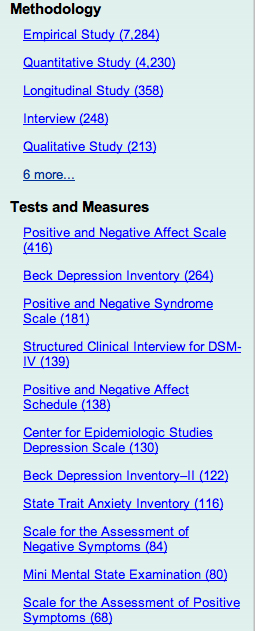 Methodology
Empirical Study (7,284)
Quantitative Study (4,230)
Longitudinal Study (358)
Interview (248)
Qualitative Study (213)
6 more...
Tests and Measures
Positive and Negative Affect Scale
(416)
Beck Depression Inventory (264)
Positive and Negative Syndrome
Scale (181)
Structured Clinical Interview for DSM-
IV (139)
Positive and Negative Affect
Schedule (138)
Center for Epidemiologic Studies
Depression Scale (130)
Beck Depression Inventory–II (122)
State Trait Anxiety Inventory (116)
Scale for the Assessment of
Negative Symptoms (84)
Mini Mental State Examination (80)
Scale for the Assessment of Positive
Symptoms (68)